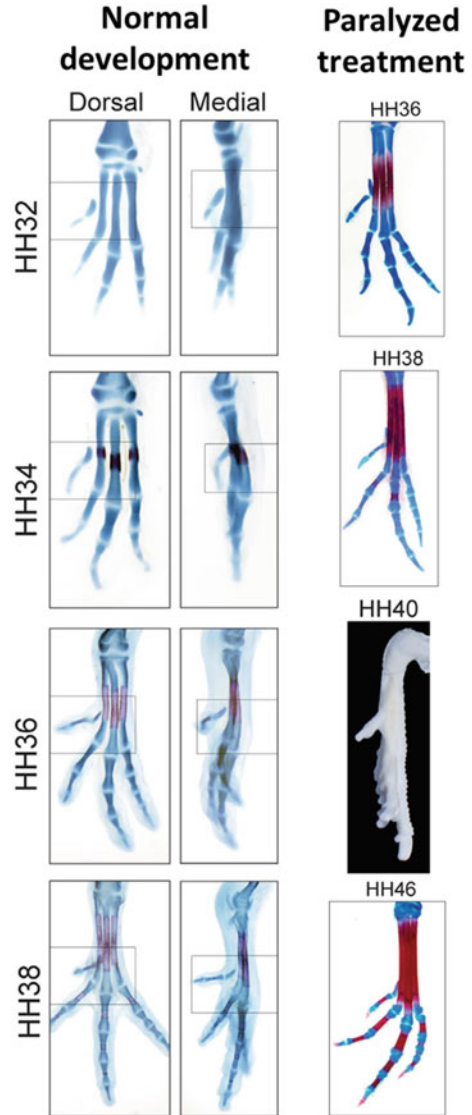 Normal
development
Paralyzed
treatment
Dorsal
Medial
HH32
HH34
HH36
HH38
HH36
HH38
HH40
HH46